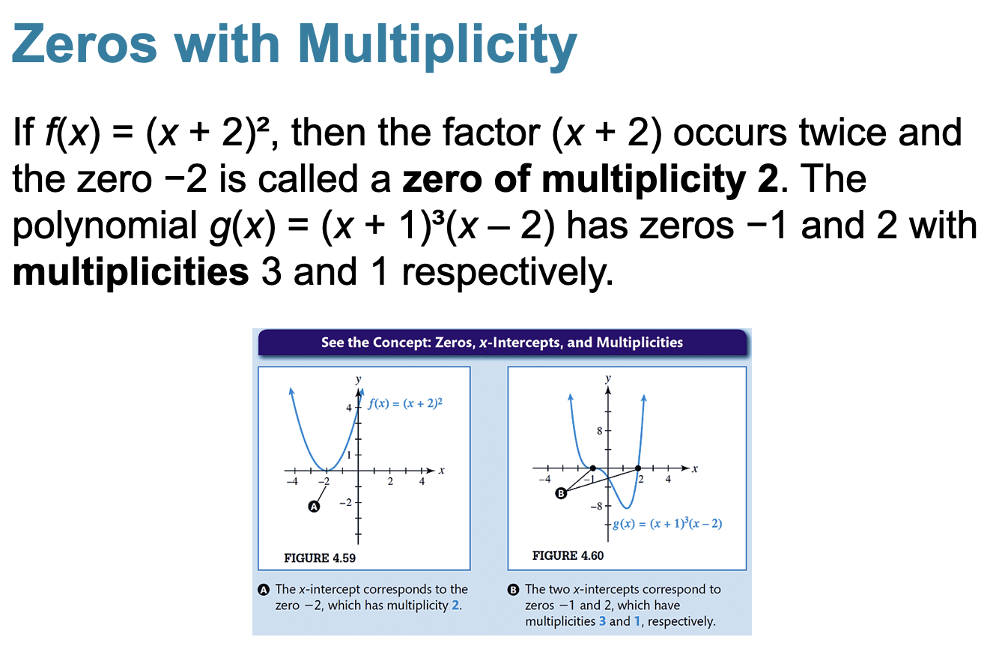 Zeros with Multiplicity
If f(x) = (x + 2)², then the factor (x + 2) occurs twice and
the zero −2 is called a zero of multiplicity 2. The
polynomial g(x) = (x + 1)³(x – 2) has zeros −1 and 2 with
multiplicities 3 and 1 respectively.
See the Concept: Zeros, x-Intercepts, and Multiplicities
y
4
f(x) = (x + 2)²
1
x
−4
−2
2
4
A
−2
FIGURE 4.59
y
8
x
−4
−1
2
4
B
−8
g(x) = (x + 1)³(x – 2)
FIGURE 4.60
A The x-intercept corresponds to the
zero −2, which has multiplicity 2.
B The two x-intercepts correspond to
zeros −1 and 2, which have
multiplicities 3 and 1, respectively.